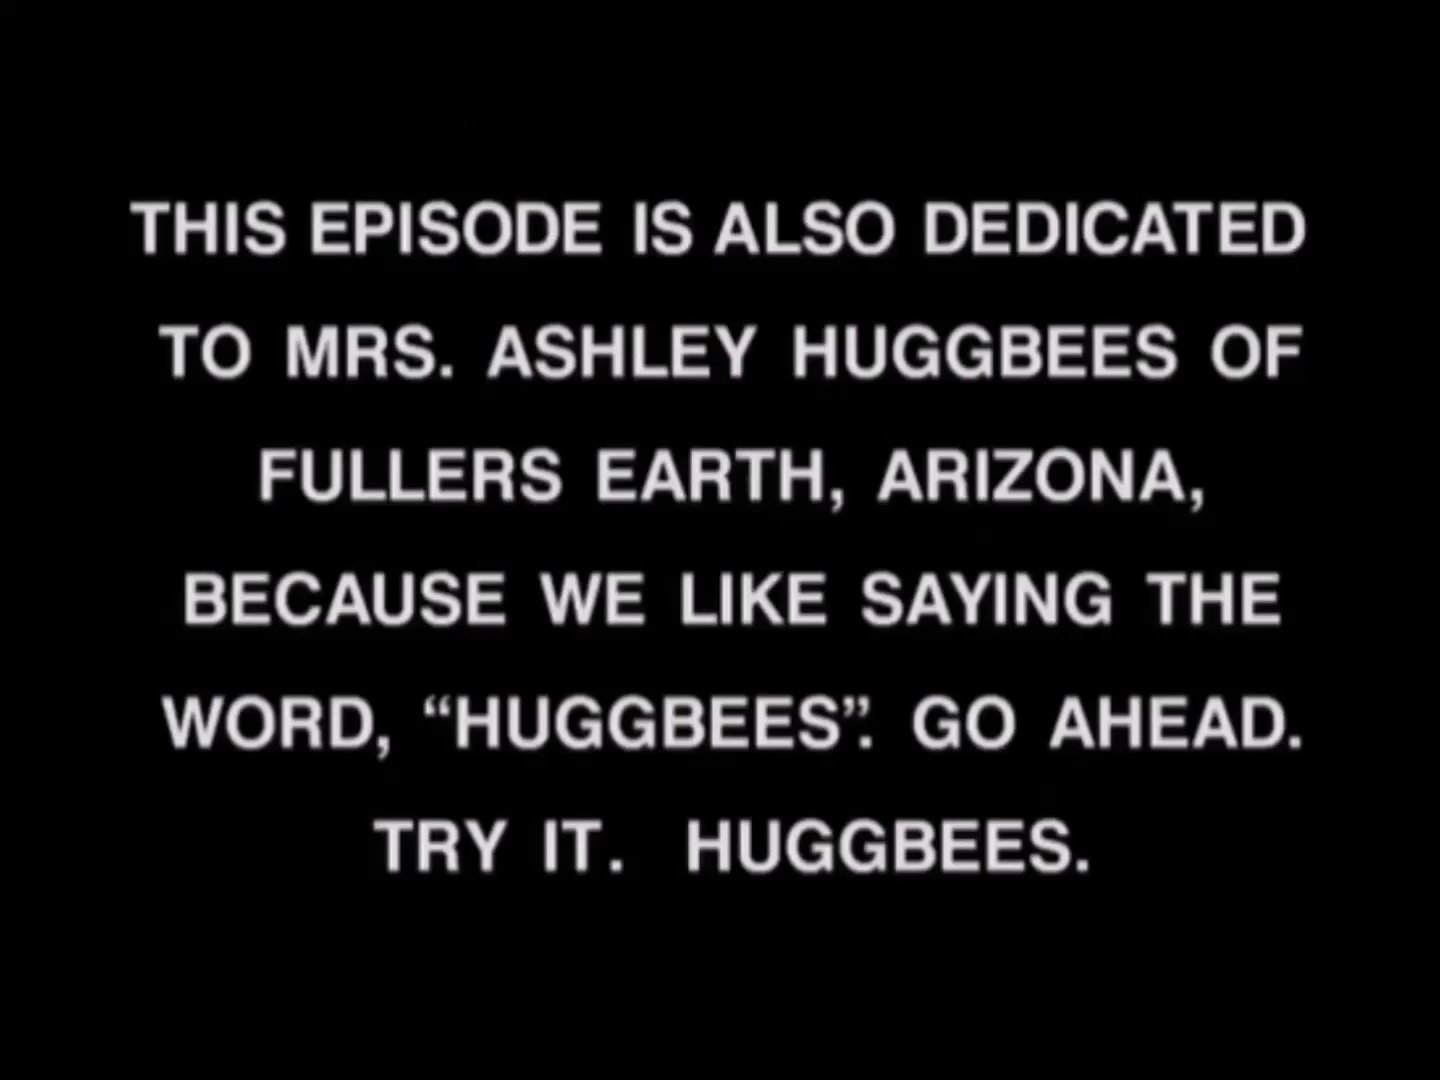 THIS EPISODE IS ALSO DEDICATED
TO MRS. ASHLEY HUGGBEES OF
FULLERS EARTH, ARIZONA,
BECAUSE WE LIKE SAYING THE
WORD, “HUGGBEES”. GO AHEAD.
TRY IT. HUGGBEES.